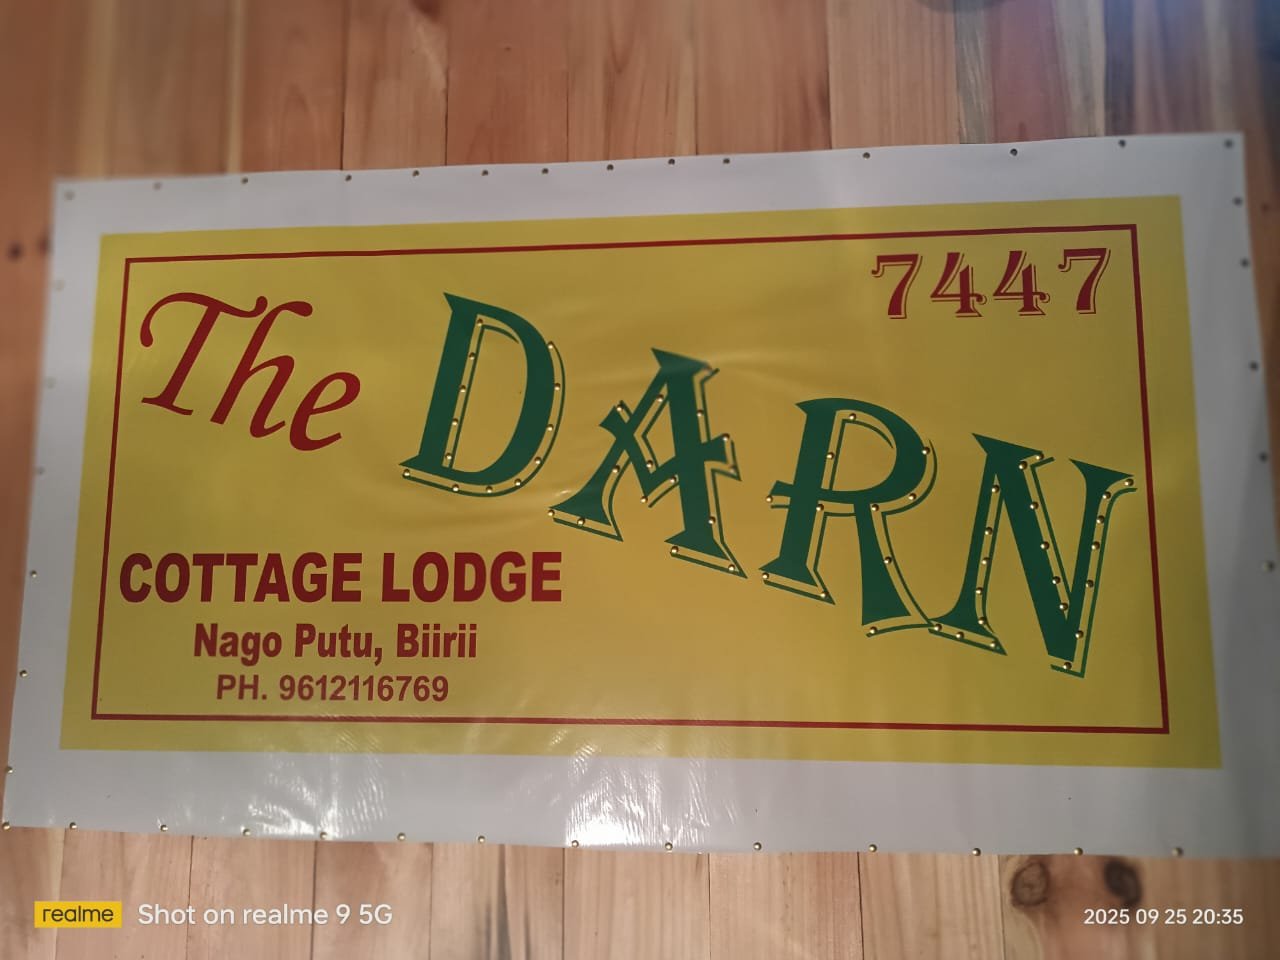 7447
The DARN
COTTAGE LODGE
Nago Putu, Biirii
PH. 9612116769
realme Shot on realme 9 5G
2025 09 25 20:35